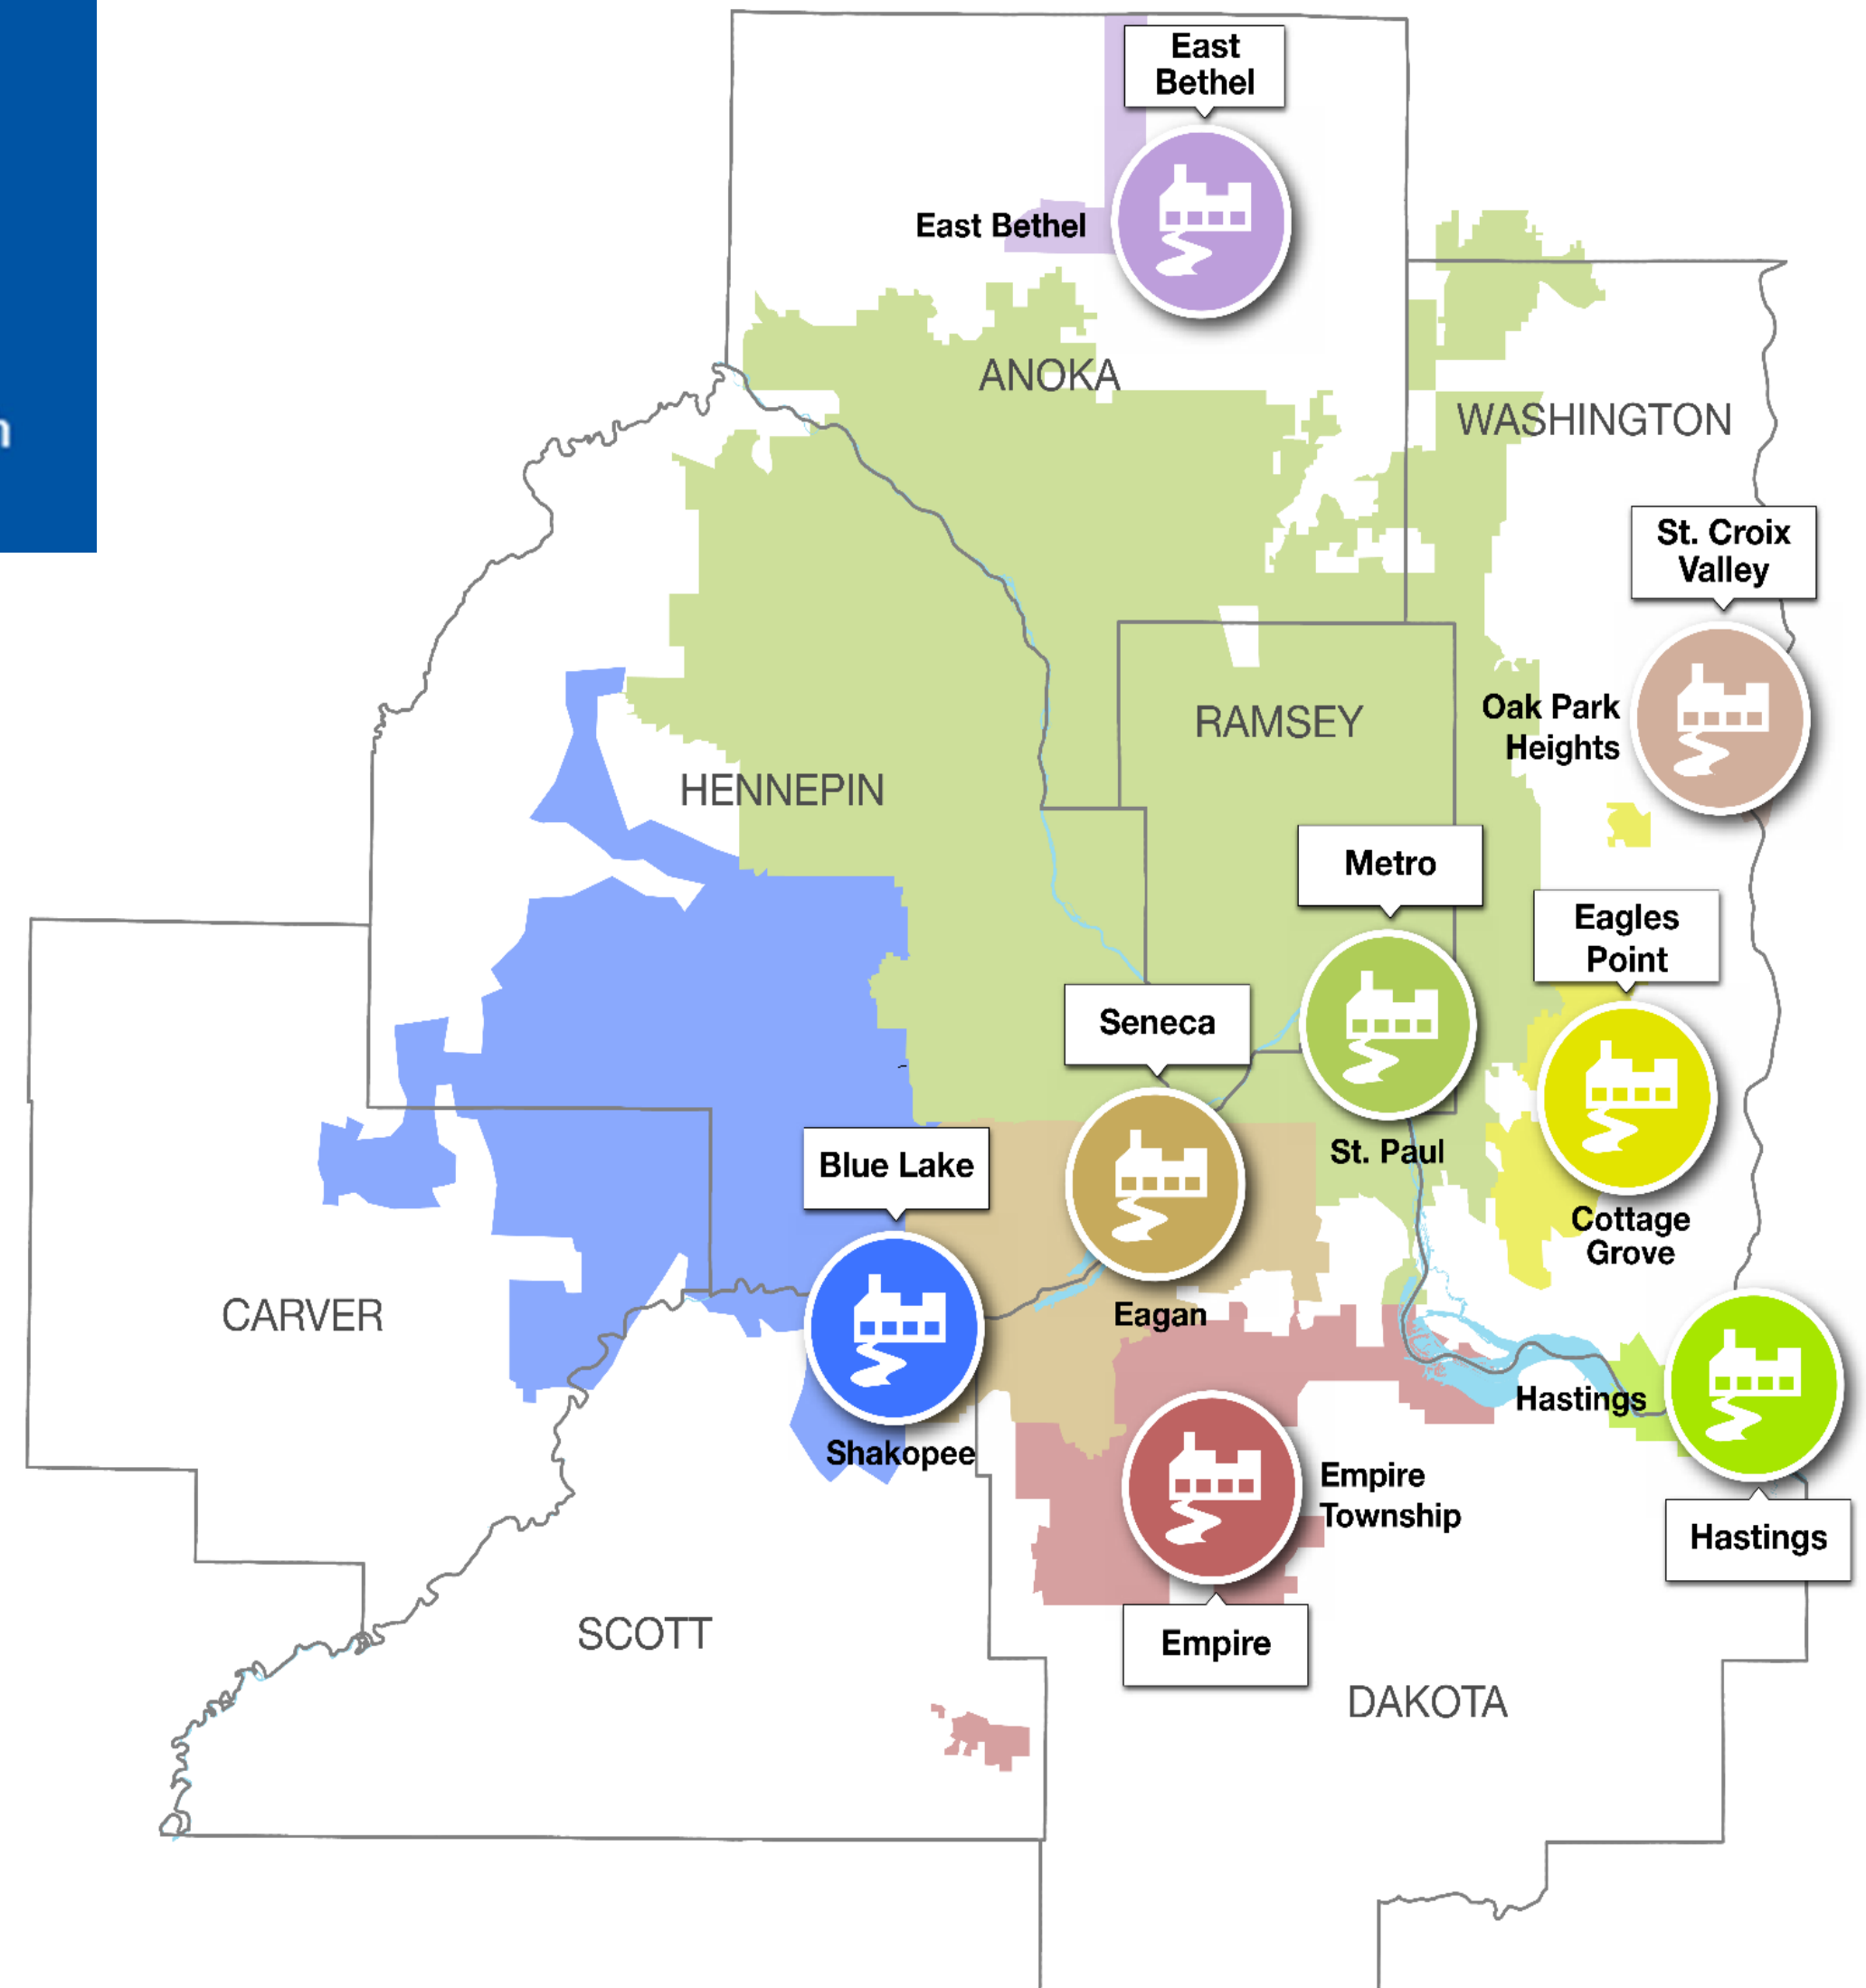 East
Bethel
East Bethel
ANOKA
WASHINGTON
St. Croix
Valley
Oak Park
Heights
RAMSEY
HENNEPIN
Metro
Eagles
Point
Seneca
St. Paul
Blue Lake
Cottage
Grove
CARVER
Eagan
Hastings
Shakopee
Empire
Township
Hastings
SCOTT
Empire
DAKOTA